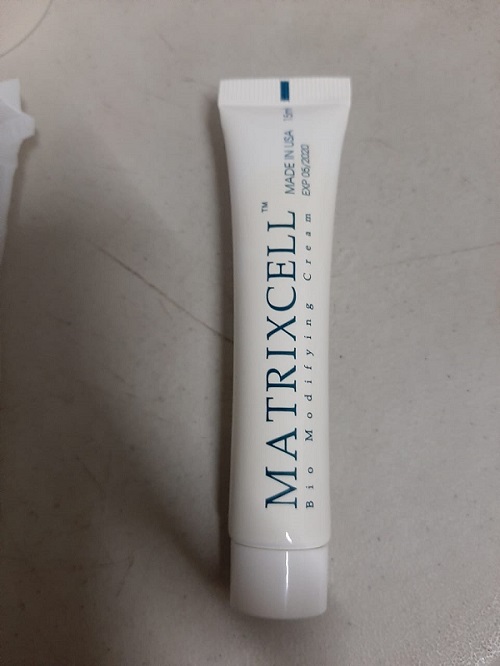 MATRIXCELL™
Bio Modifying Cream
MADE IN USA
EXP 05/2020